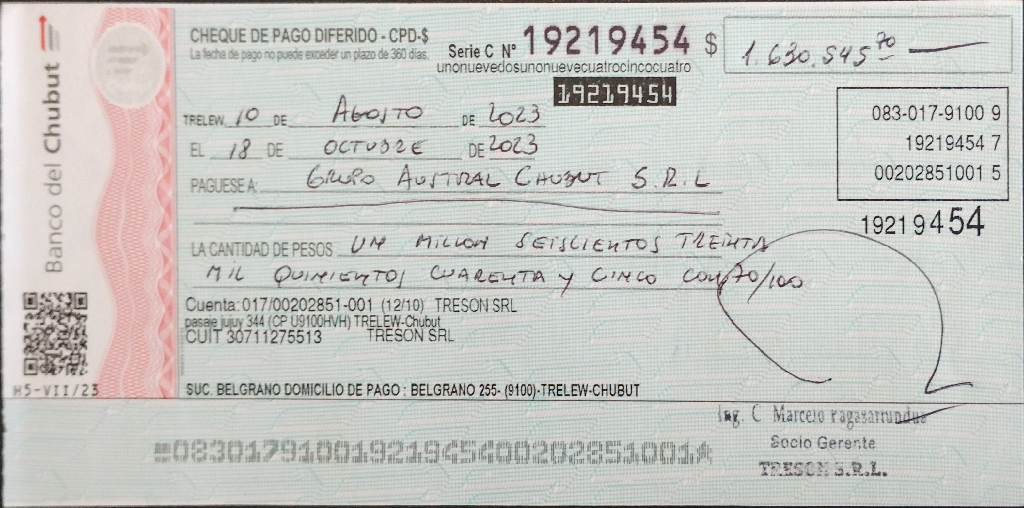 Banco del Chubut
H5-VII/23
CHEQUE DE PAGO DIFERIDO - CPD-$
La fecha de pago no puede exceder un plazo de 360 días.
Serie C Nº 19219454
unonuevedosunonuevecuatrocincocuatro
19219454
$ 1.630.545 70
083-017-9100 9
19219454 7
00202851001 5
19219454
TRELEW, 10 DE AGOSTO DE 2023
EL 18 DE OCTUBRE DE 2023
PAGUESE A: GRUPO AUSTRAL CHUBUT S.R.L
LA CANTIDAD DE PESOS UN MILLON SEISCIENTOS TREINTA
MIL QUINIENTOS CUARENTA Y CINCO CON 70/100
Cuenta: 017/00202851-001 (12/10) TRESON SRL
pasaje jujuy 344 (CP U9100HVH) TRELEW-Chubut
CUIT 30711275513 TRESON SRL
SUC. BELGRANO DOMICILIO DE PAGO : BELGRANO 255- (9100)-TRELEW-CHUBUT
Ing. C. Marcelo
Socio Gerente
TRESON S.R.L.
08301791001921945400202851001